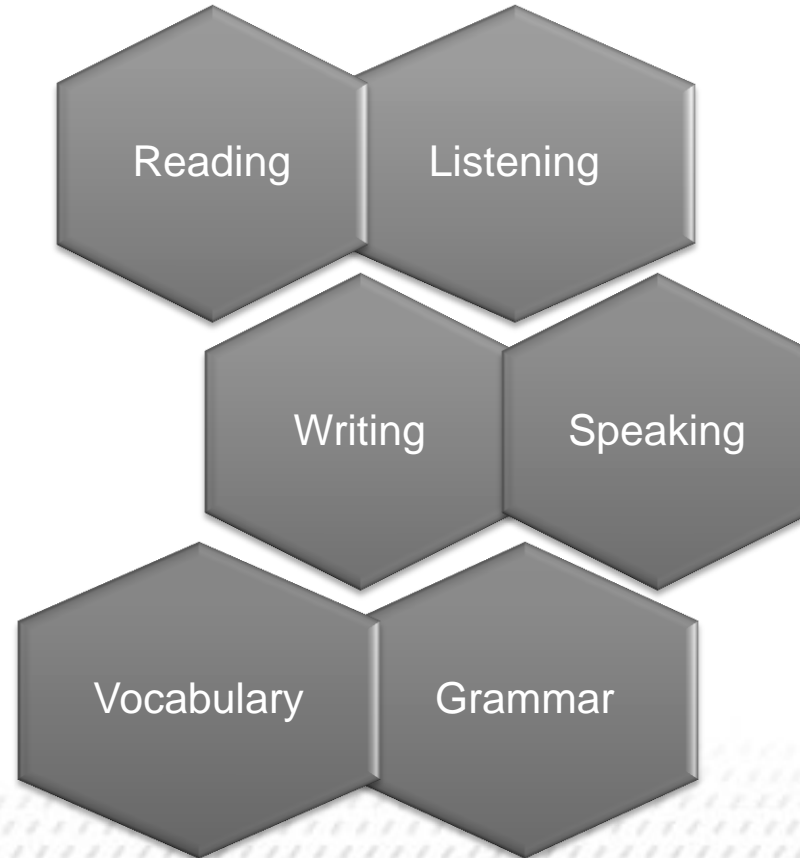 Reading
Listening
Writing
Speaking
Vocabulary
Grammar